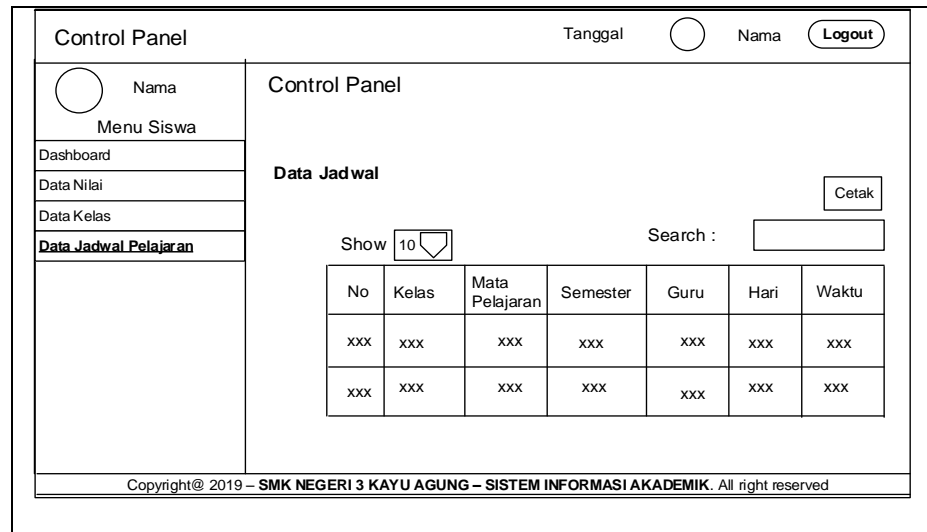 Control Panel Tanggal Nama Logout
Nama
Menu Siswa
Dashboard
Data Nilai
Data Kelas
Data Jadwal Pelajaran
Control Panel
Data Jadwal
Cetak
Show 10 Search :
No Kelas Mata Pelajaran Semester Guru Hari Waktu
xxx xxx xxx xxx xxx xxx xxx
xxx xxx xxx xxx xxx xxx xxx
Copyright@ 2019 – SMK NEGERI 3 KAYU AGUNG – SISTEM INFORMASI AKADEMIK. All right reserved